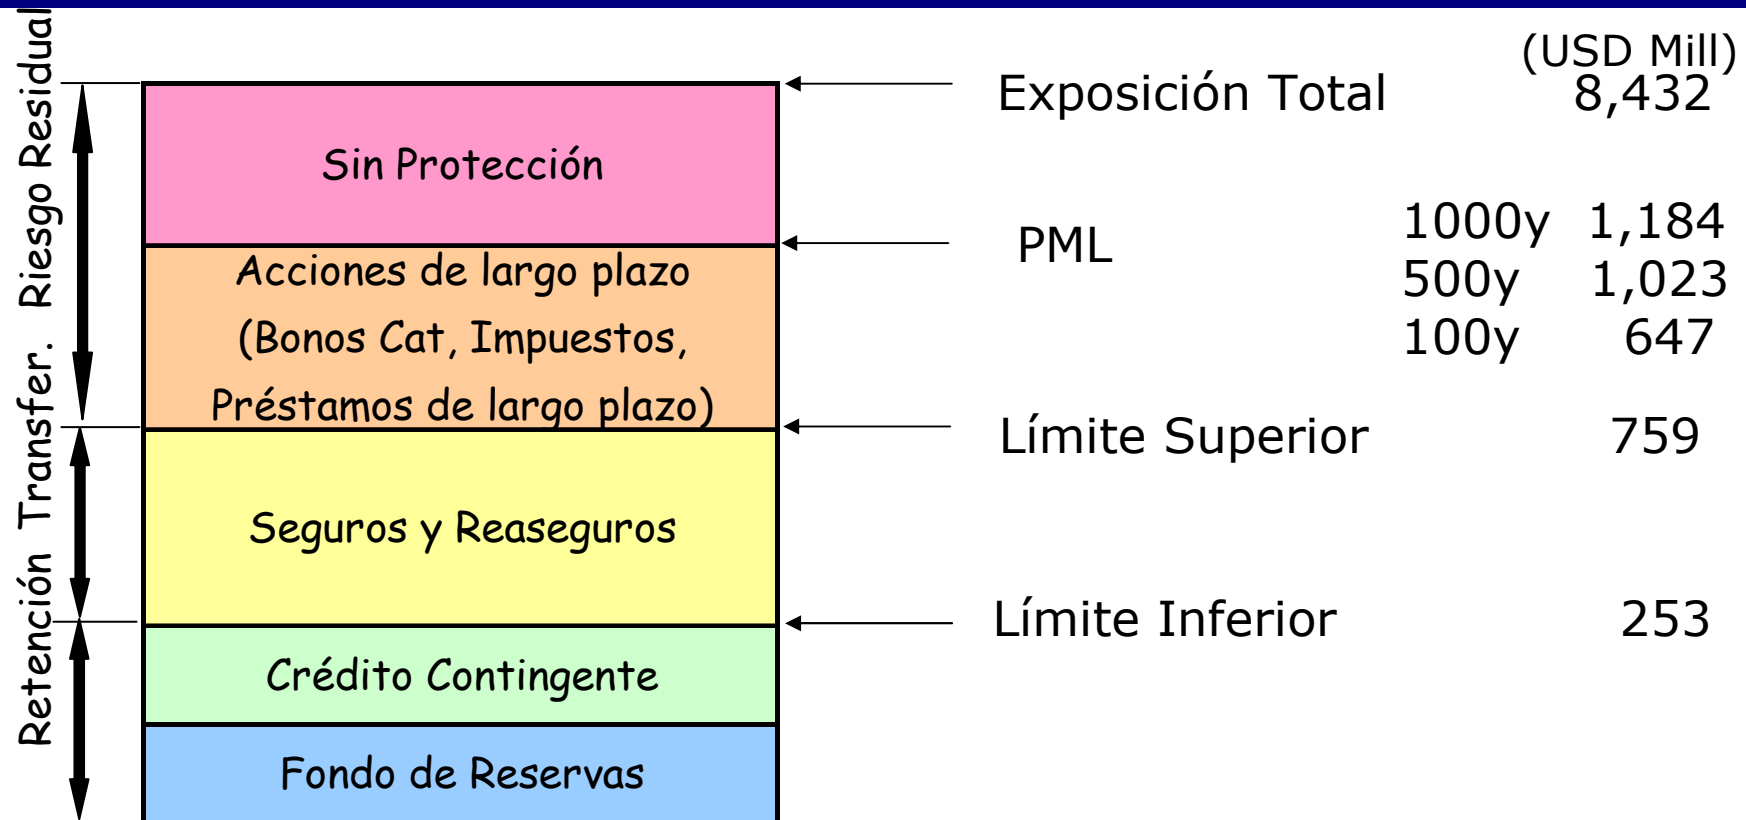 (USD Mill)
Exposición Total 8,432
Sin Protección
PML 1000y 1,184
500y 1,023
100y 647
Acciones de largo plazo
(Bonos Cat, Impuestos,
Préstamos de largo plazo)
Límite Superior 759
Seguros y Reaseguros
Límite Inferior 253
Crédito Contingente
Fondo de Reservas
Retención Transfer. Riesgo Residual